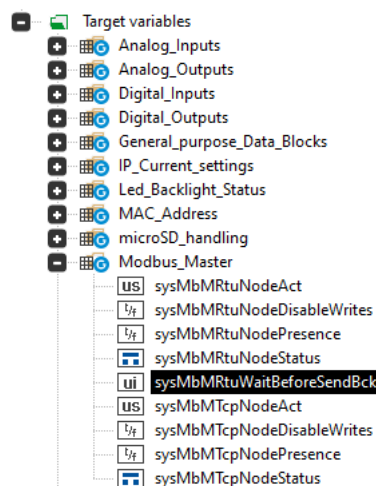 Target variables
Analog_Inputs
Analog_Outputs
Digital_Inputs
Digital_Outputs
General_purpose_Data_Blocks
IP_Current_settings
Led_Backlight_Status
MAC_Address
microSD_handling
Modbus_Master
US sysMbMRtuNodeAct
t/f sysMbMRtuNodeDisableWrites
t/f sysMbMRtuNodePresence
sysMbMRtuNodeStatus
ui sysMbMRtuWaitBeforeSendBck
US sysMbMTcpNodeAct
t/f sysMbMTcpNodeDisableWrites
t/f sysMbMTcpNodePresence
sysMbMTcpNodeStatus